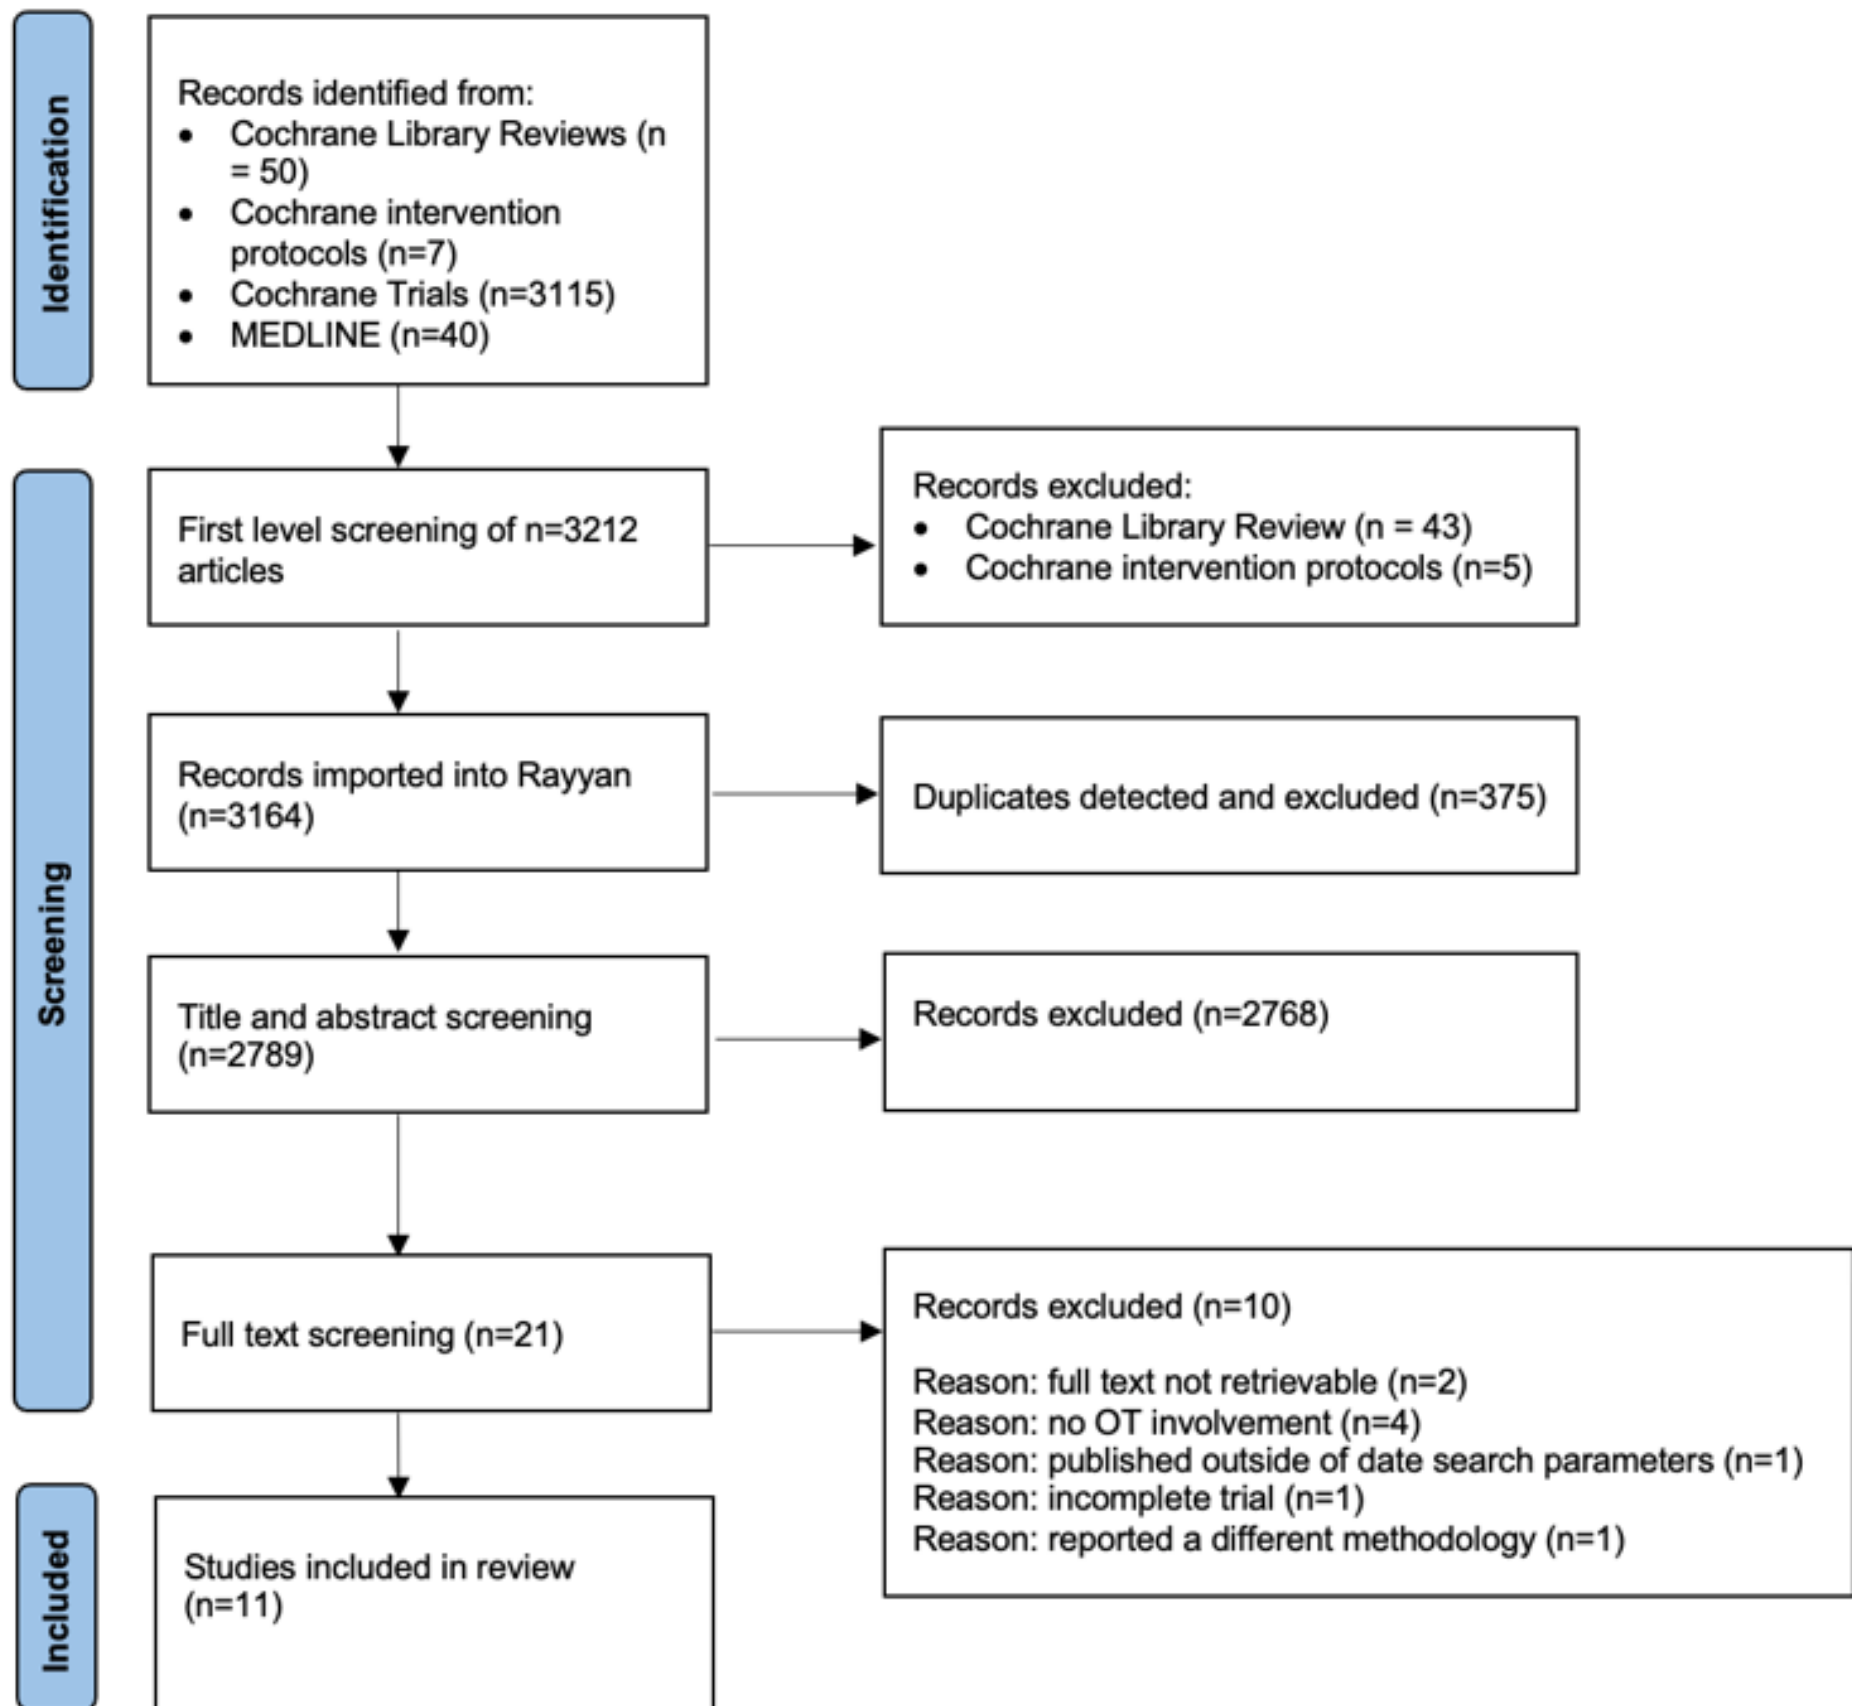 Identification
Records identified from:
• Cochrane Library Reviews (n
= 50)
• Cochrane intervention
protocols (n=7)
• Cochrane Trials (n=3115)
• MEDLINE (n=40)
Screening
First level screening of n=3212
articles
Records excluded:
• Cochrane Library Review (n = 43)
• Cochrane intervention protocols (n=5)
Records imported into Rayyan
(n=3164)
Duplicates detected and excluded (n=375)
Title and abstract screening
(n=2789)
Records excluded (n=2768)
Full text screening (n=21)
Records excluded (n=10)
Reason: full text not retrievable (n=2)
Reason: no OT involvement (n=4)
Reason: published outside of date search parameters (n=1)
Reason: incomplete trial (n=1)
Reason: reported a different methodology (n=1)
Included
Studies included in review
(n=11)